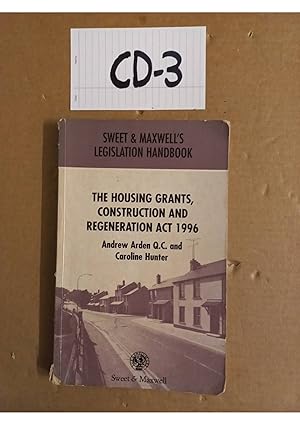 CD-3
SWEET & MAXWELL'S
LEGISLATION HANDBOOK
THE HOUSING GRANTS,
CONSTRUCTION AND
REGENERATION ACT 1996
Andrew Arden Q.C. and
Caroline Hunter
Sweet & Maxwell